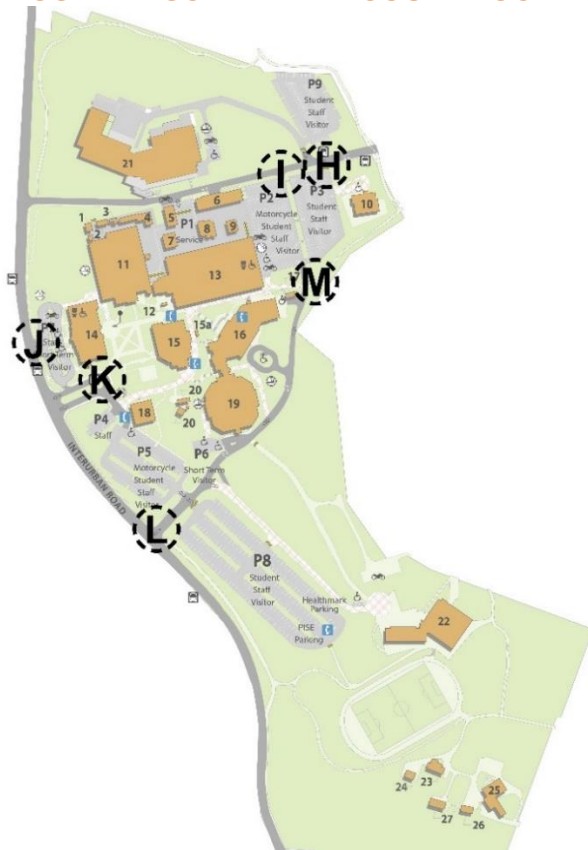 P9
Student
Staff
Visitor
21
I
H
6
P2
Motorcycle
Student
Staff
Visitor
P3
Student
Staff
Visitor
10
1
3
2
4
5
P1
Service
8
9
7
11
13
M
12
14
15
15a
16
J
Visitor
K
P4
Staff
18
20
20
19
P5
Motorcycle
Student
Staff
Visitor
P6
Short Term
Visitor
INTERURBAN ROAD
L
P8
Student
Staff
Visitor
Healthmark
Parking
PISE
Parking
22
24
23
25
27
26